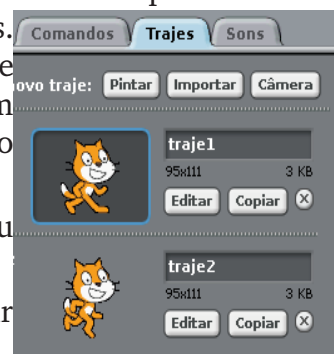 s.
Comandos Trajes Sons
e
ovo traje: Pintar Importar Câmera
m
o
traje1
95x111 3 KB
Editar Copiar
u
traje2
95x111 3 KB
r
Editar Copiar